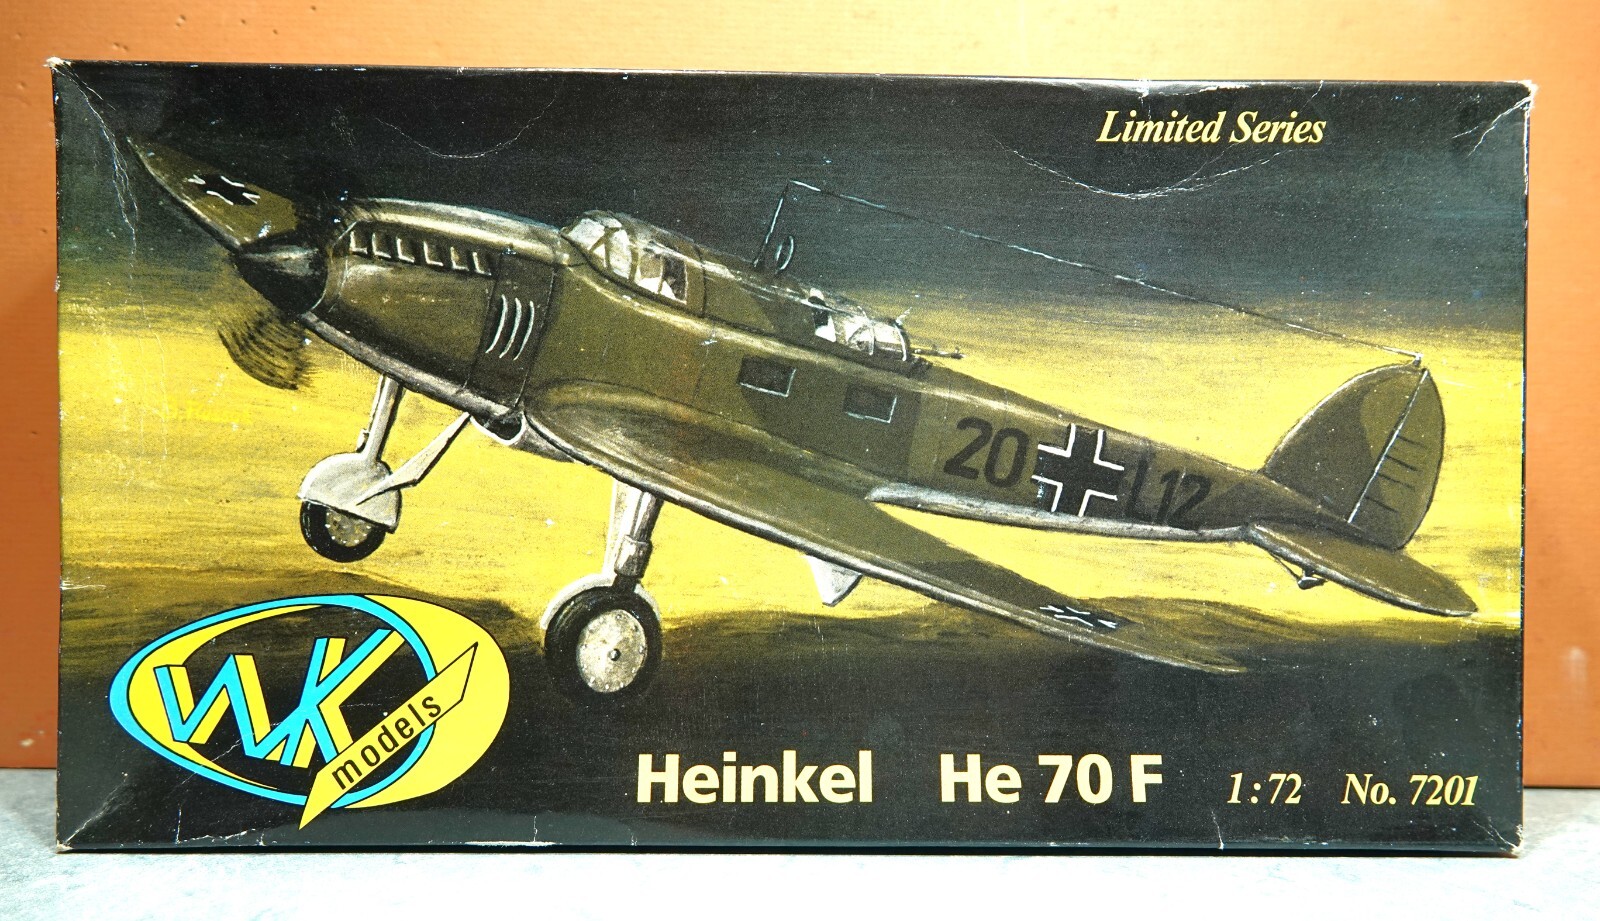 Limited Series
20 L12
WK
models
Heinkel He 70 F 1:72 No. 7201